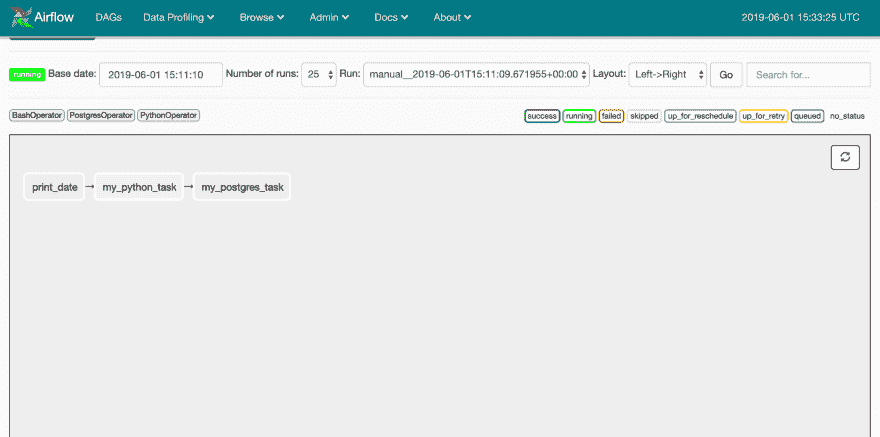 Airflow DAGs Data Profiling Browse Admin Docs About 2019-06-01 15:33:25 UTC
running Base date: 2019-06-01 15:11:10 Number of runs: 25 Run: manual__2019-06-01T15:11:09.671955+00:00 Layout: Left->Right Go Search for...
BashOperator PostgresOperator PythonOperator success running failed skipped up_for_reschedule up_for_retry queued no_status
print_date my_python_task my_postgres_task